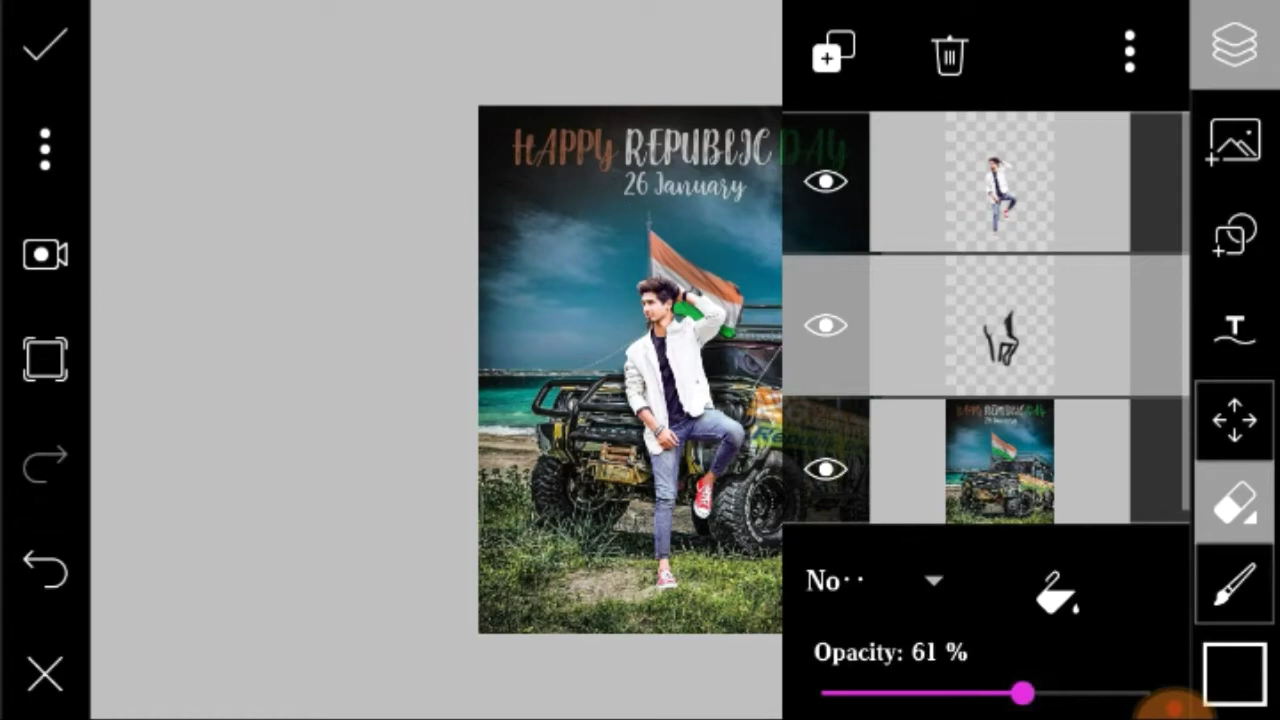 HAPPY REPUBLIC DAY
26 January
No··
Opacity: 61 %
T